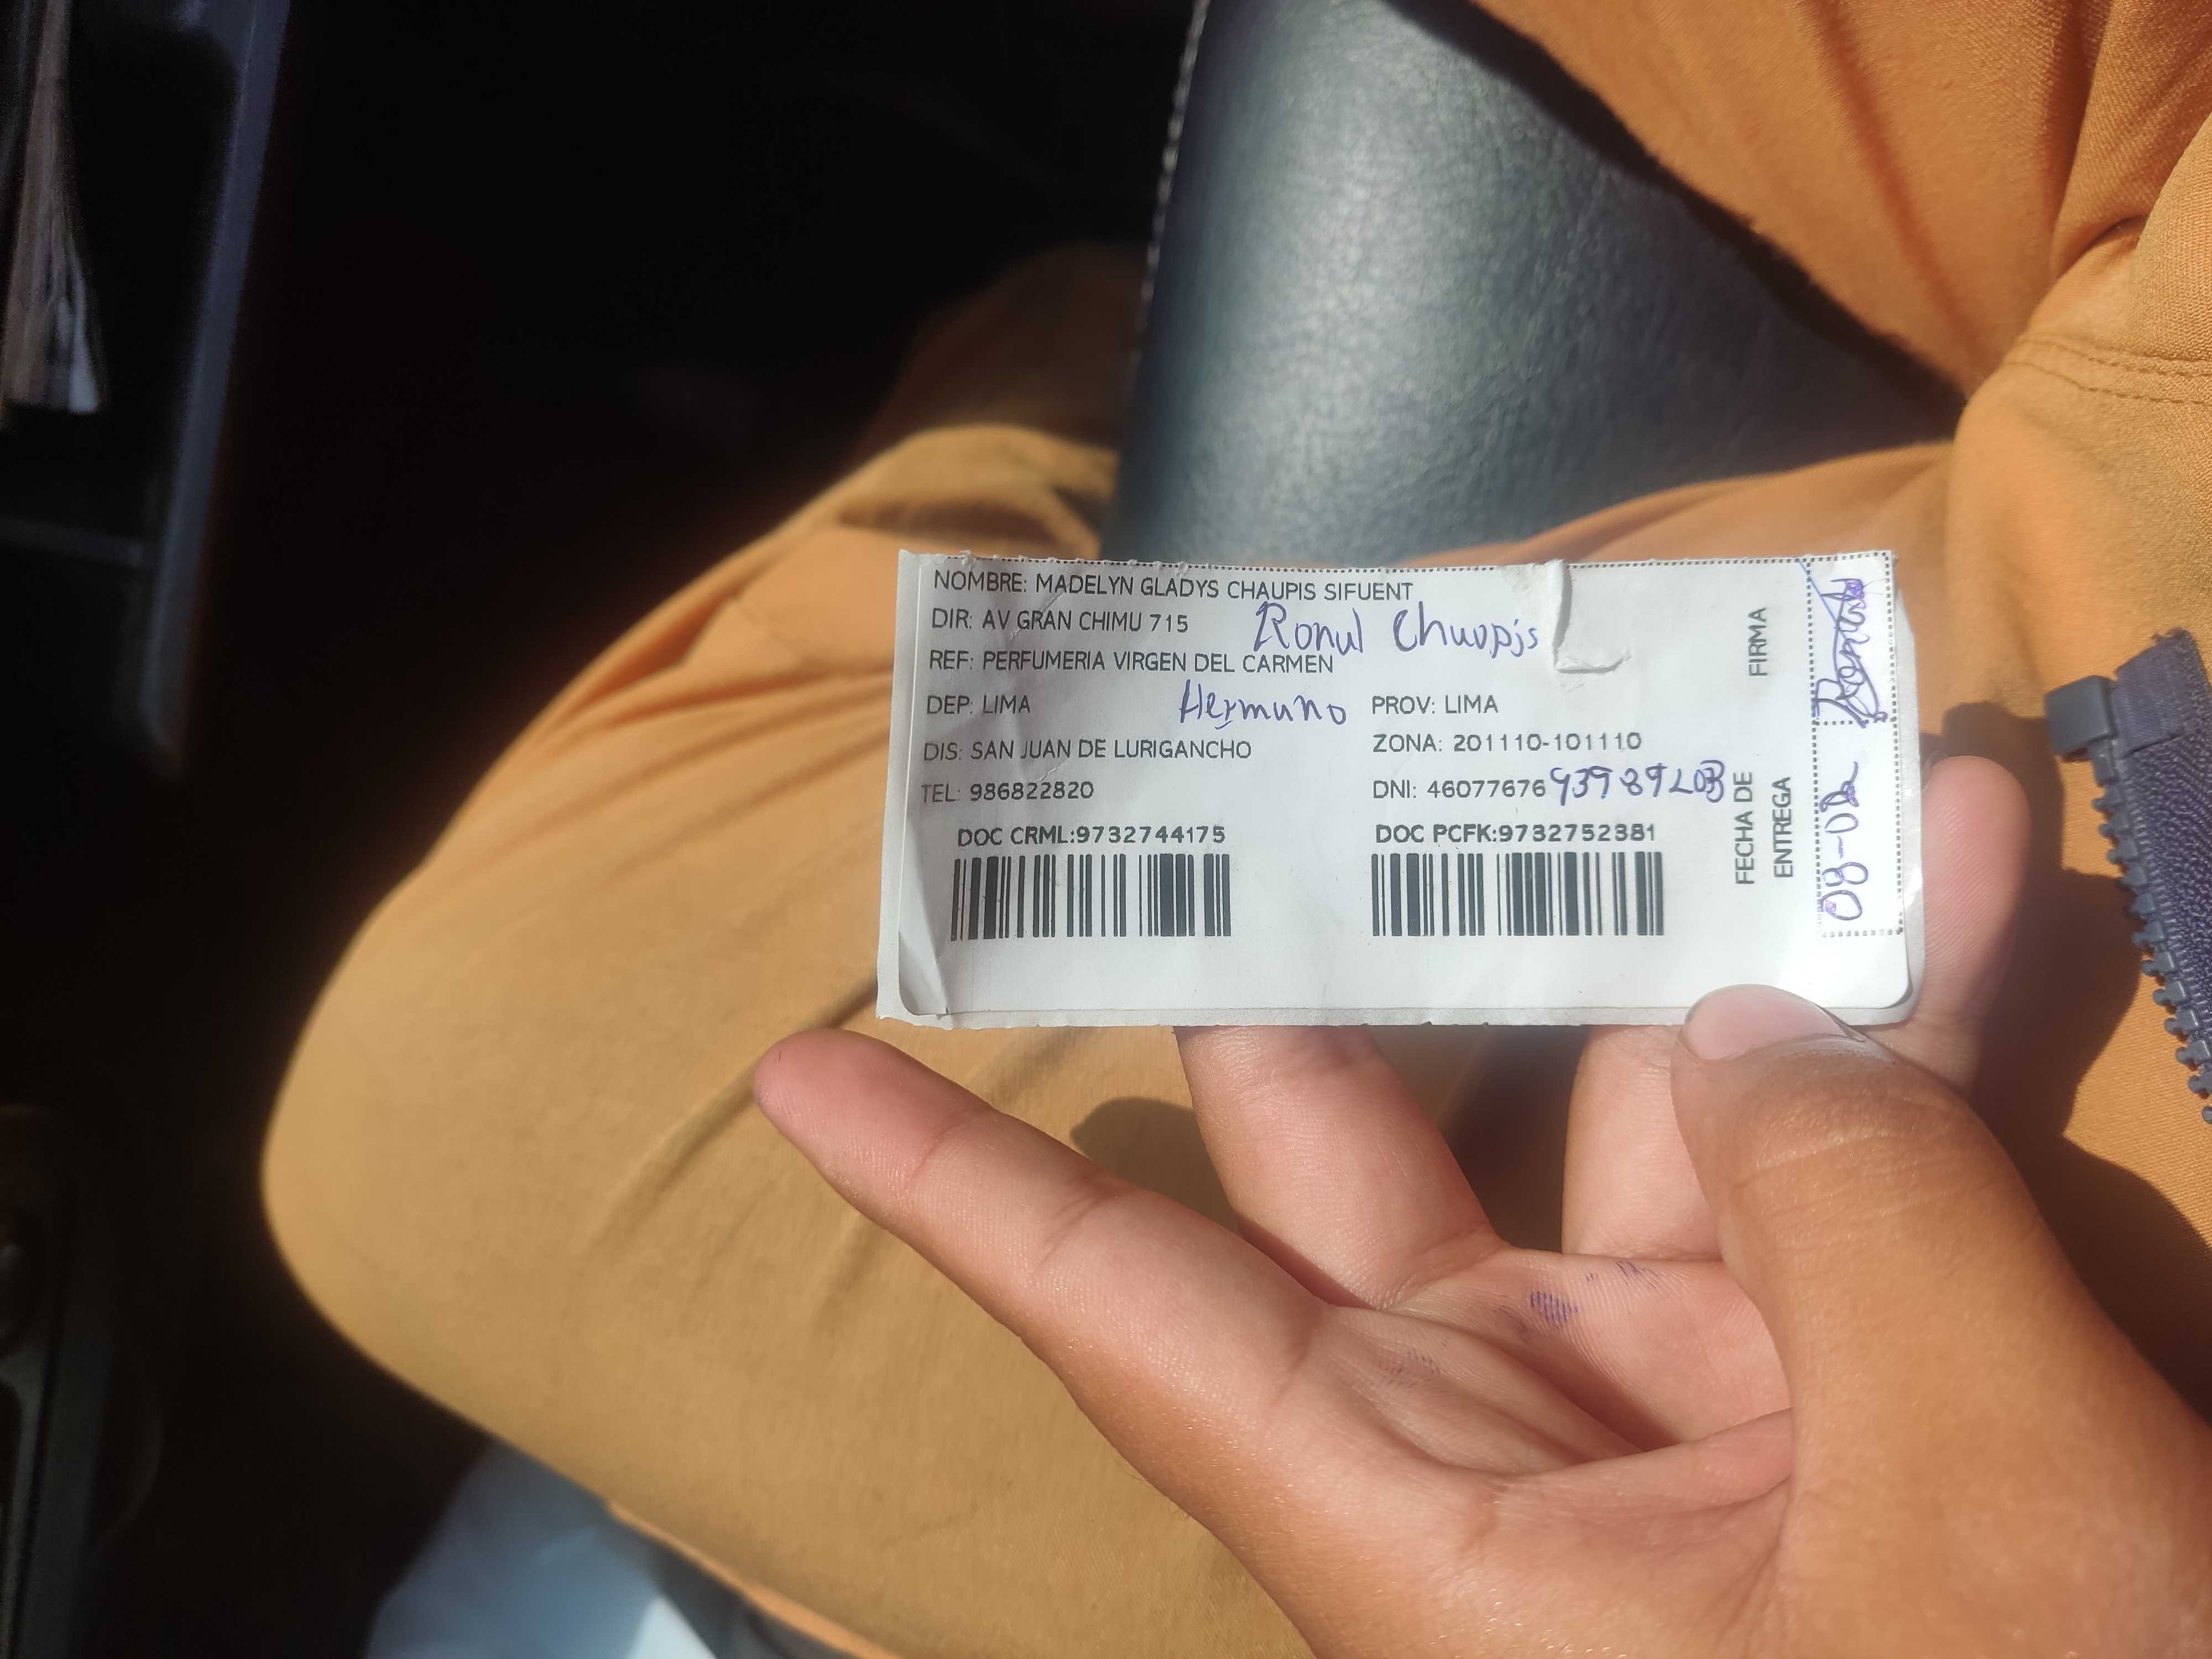 NOMBRE: MADELYN GLADYS CHAUPIS SIFUENT
DIR: AV GRAN CHIMU 715
Ronul Chuupis
REF: PERFUMERIA VIRGEN DEL CARMEN
DEP: LIMA
Hermuno
PROV: LIMA
DIS: SAN JUAN DE LURIGANCHO
ZONA: 201110-101110
TEL: 986822820
DNI: 46077676
DOC CRML:9732744175
DOC PCFK:9732752381
FIRMA
FECHA DE
ENTREGA